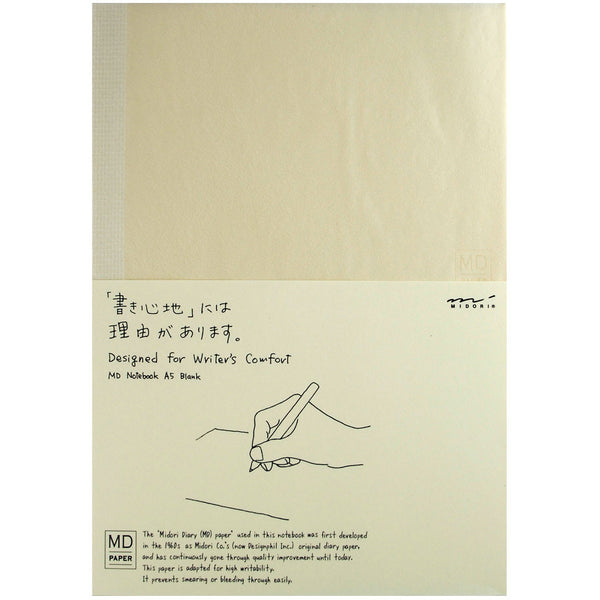 MD
「書き心地」には
理由があります。
MIDORI
Designed for Writer's Comfort
MD Notebook A5 Blank
MD
PAPER
The "Midori Diary (MD) paper" used in this notebook was first developed
in the 1960s as Midori Co.'s (now Designphil Inc.) original diary paper,
and has continuously gone through quality improvement until today.
This paper is adapted for high writability.
It prevents smearing or bleeding through easily.